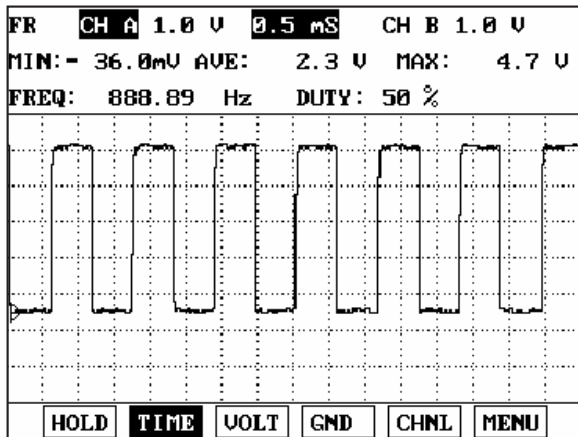 FR CH A 1.0 V 0.5 mS CH B 1.0 V
MIN:- 36.0mV AVE: 2.3 V MAX: 4.7 V
FREQ: 888.89 Hz DUTY: 50 %
HOLD TIME VOLT GND CHNL MENU